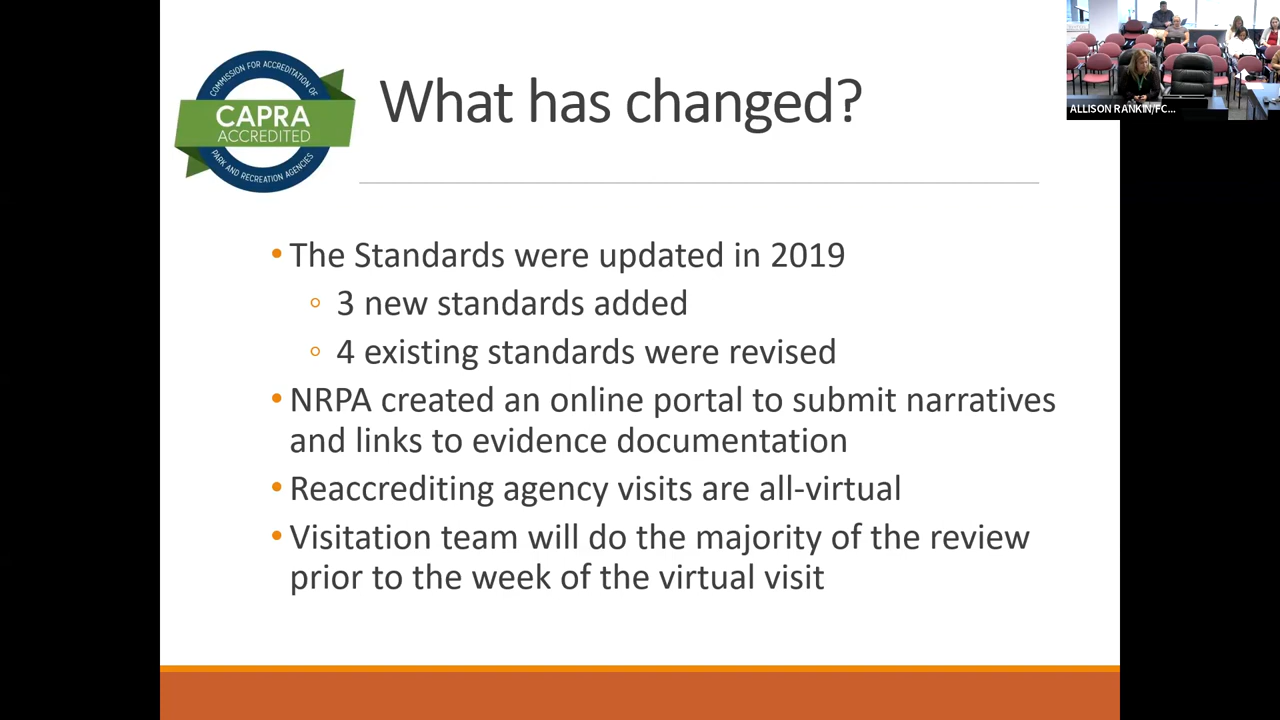 COMMISSION FOR ACCREDITATION OF
CAPRA
ACCREDITED
PARK AND RECREATION AGENCIES
What has changed?
ALLISON RANKIN/FC...
• The Standards were updated in 2019
◦ 3 new standards added
◦ 4 existing standards were revised
• NRPA created an online portal to submit narratives
and links to evidence documentation
• Reaccrediting agency visits are all-virtual
• Visitation team will do the majority of the review
prior to the week of the virtual visit